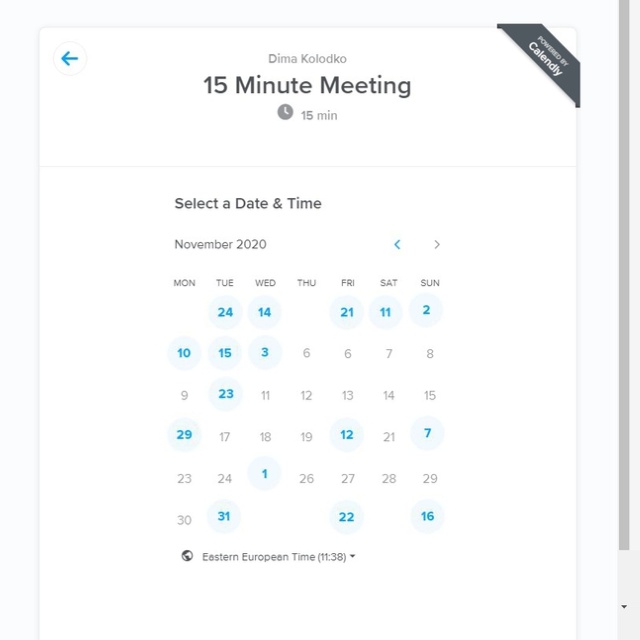 Dima Kolodko
15 Minute Meeting
15 min
POWERED BY
Calendly
Select a Date & Time
November 2020
MON TUE WED THU FRI SAT SUN
24 14 21 11 2
10 15 3 6 6 7 8
9 23 11 12 13 14 15
29 17 18 19 12 21 7
23 24 1 26 27 28 29
30 31 22 16
Eastern European Time (11:38)